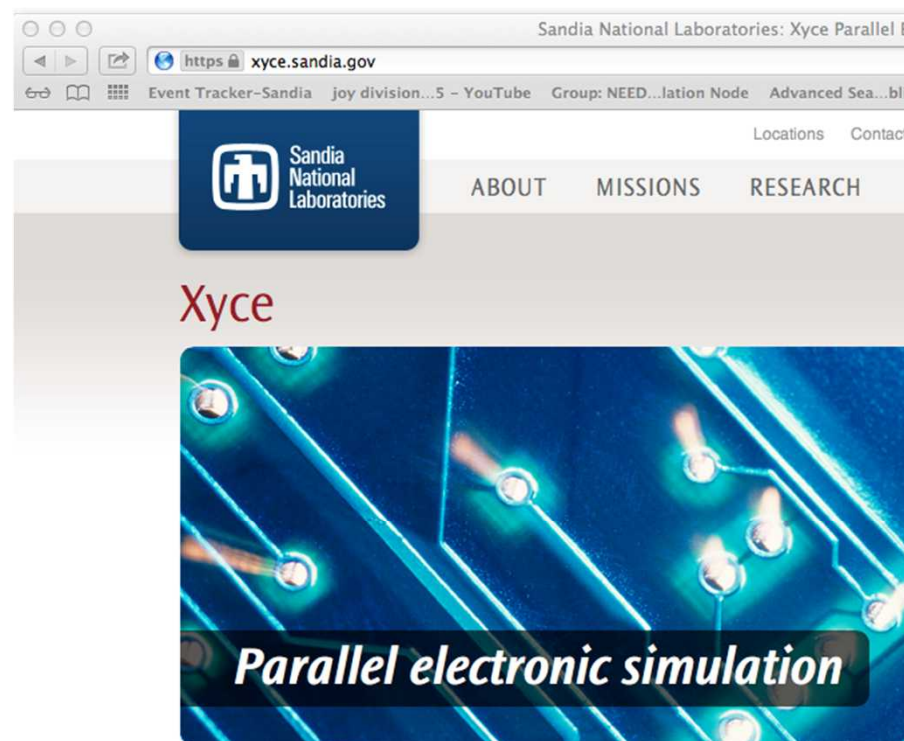 Sandia National Laboratories: Xyce Parallel E
https xyce.sandia.gov
Event Tracker–Sandia joy division...5 – YouTube Group: NEED...lation Node Advanced Sea...bli
Locations Contact
Sandia
National
Laboratories
ABOUT MISSIONS RESEARCH
Xyce
Parallel electronic simulation